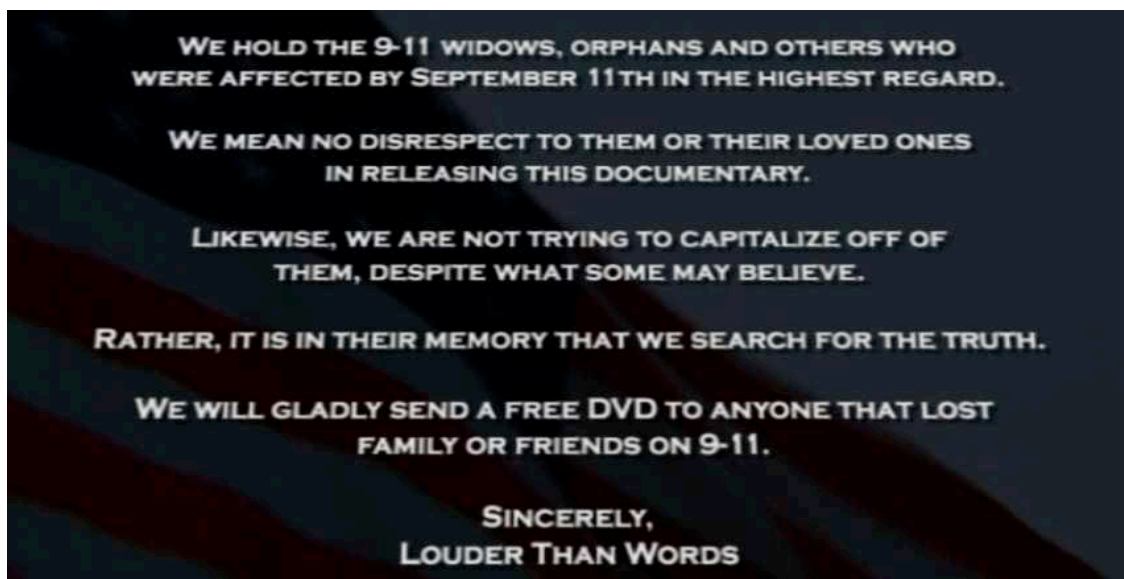 We hold the 9-11 widows, orphans and others who
were affected by September 11th in the highest regard.
We mean no disrespect to them or their loved ones
in releasing this documentary.
Likewise, we are not trying to capitalize off of
them, despite what some may believe.
Rather, it is in their memory that we search for the truth.
We will gladly send a free DVD to anyone that lost
family or friends on 9-11.
Sincerely,
Louder Than Words